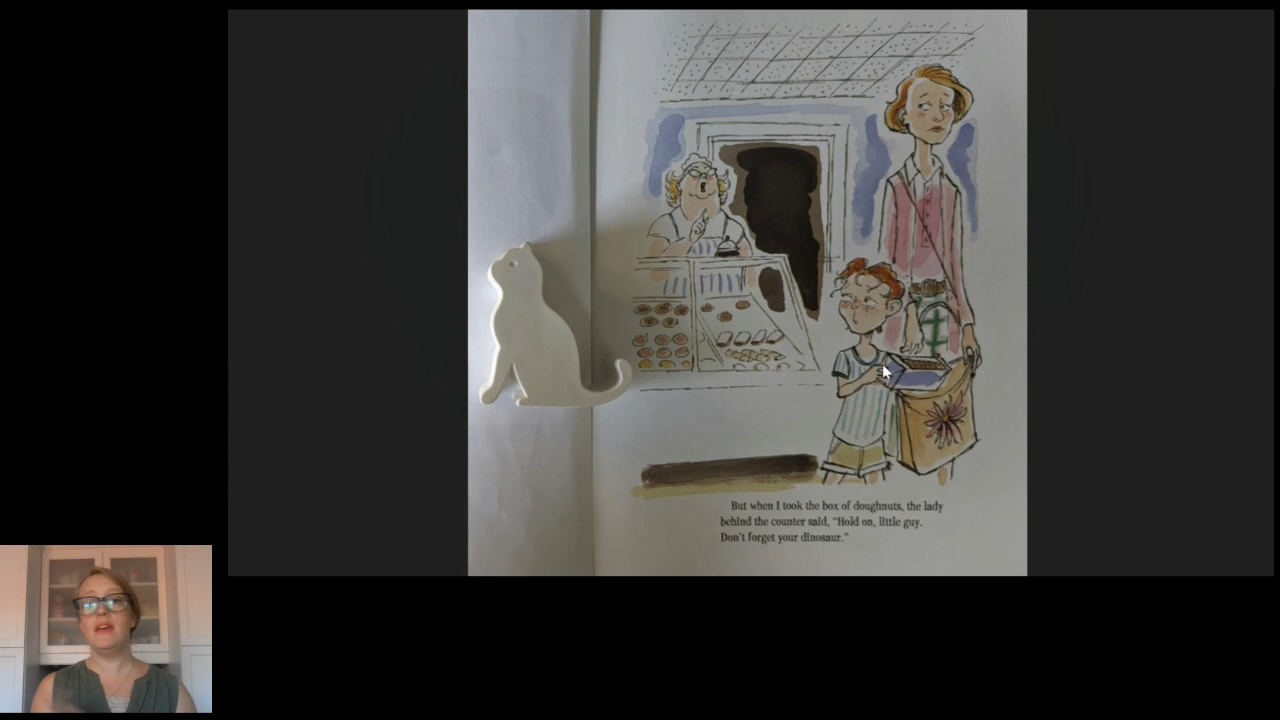 But when I took the box of doughnuts, the lady
behind the counter said, "Hold on, little guy.
Don't forget your dinosaur."